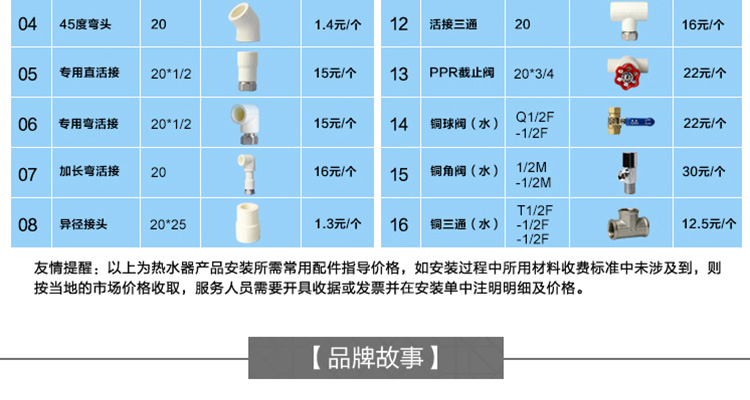 04 45度弯头 20 1.4元/个
05 专用直活接 20*1/2 15元/个
06 专用弯活接 20*1/2 15元/个
07 加长弯活接 20 16元/个
08 异径接头 20*25 1.3元/个
12 活接三通 20 16元/个
13 PPR截止阀 20*3/4 22元/个
14 铜球阀（水） Q1/2F 22元/个
-1/2F
15 铜角阀（水） 1/2M 30元/个
-1/2M
16 铜三通（水） T1/2F 12.5元/个
-1/2F
-1/2F
友情提醒：以上为热水器产品安装所需常用配件指导价格，如安装过程中所用材料收费标准中未涉及到，则
按当地的市场价格收取，服务人员需要开具收据或发票并在安装单中注明明细及价格。
【品牌故事】